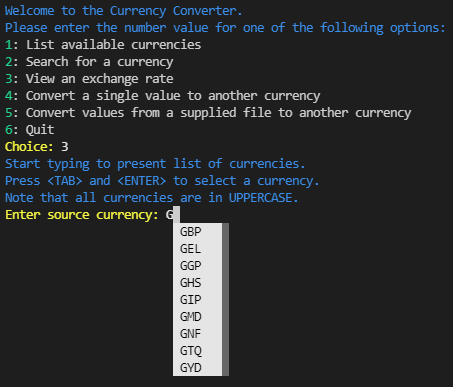 Welcome to the Currency Converter.
Please enter the number value for one of the following options:
1: List available currencies
2: Search for a currency
3: View an exchange rate
4: Convert a single value to another currency
5: Convert values from a supplied file to another currency
6: Quit
Choice: 3
Start typing to present list of currencies.
Press <TAB> and <ENTER> to select a currency.
Note that all currencies are in UPPERCASE.
Enter source currency: G
GBP
GEL
GGP
GHS
GIP
GMD
GNF
GTQ
GYD